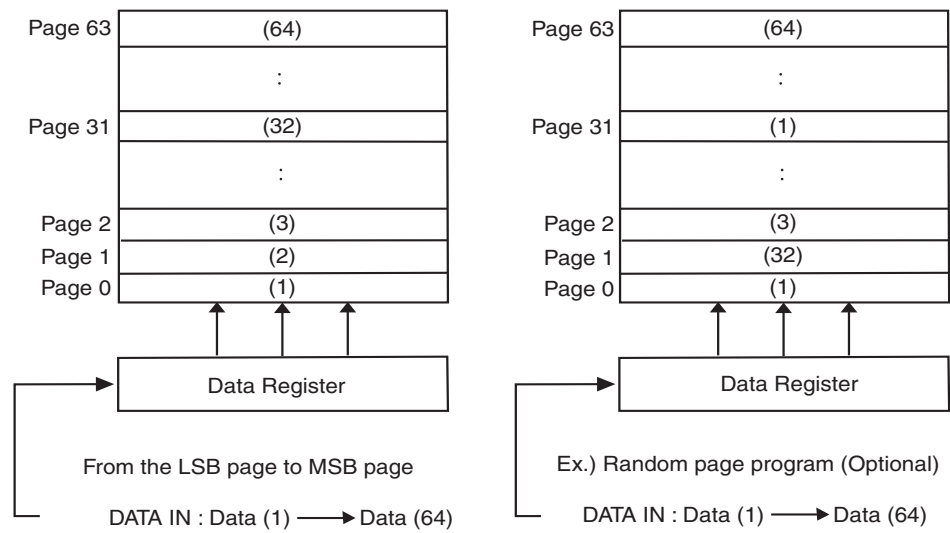 Page 63 (64)
:
Page 31 (32)
:
Page 2 (3)
Page 1 (2)
Page 0 (1)
Data Register
From the LSB page to MSB page
DATA IN : Data (1) → Data (64)
Page 63 (64)
:
Page 31 (1)
:
Page 2 (3)
Page 1 (32)
Page 0 (1)
Data Register
Ex.) Random page program (Optional)
DATA IN : Data (1) → Data (64)